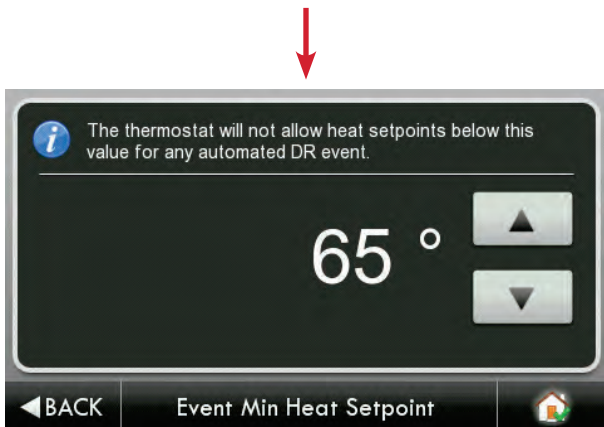 The thermostat will not allow heat setpoints below this
value for any automated DR event.
65 °
BACK
Event Min Heat Setpoint